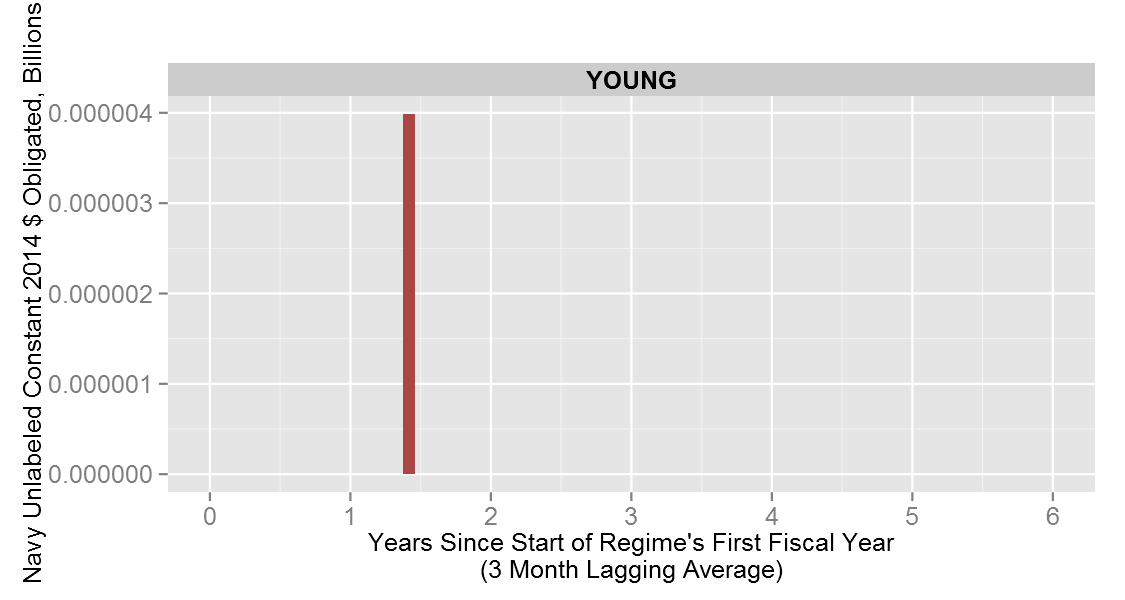 YOUNG
Navy Unlabeled Constant 2014 $ Obligated, Billions
0.000004
0.000003
0.000002
0.000001
0.000000
0 1 2 3 4 5 6
Years Since Start of Regime's First Fiscal Year
(3 Month Lagging Average)